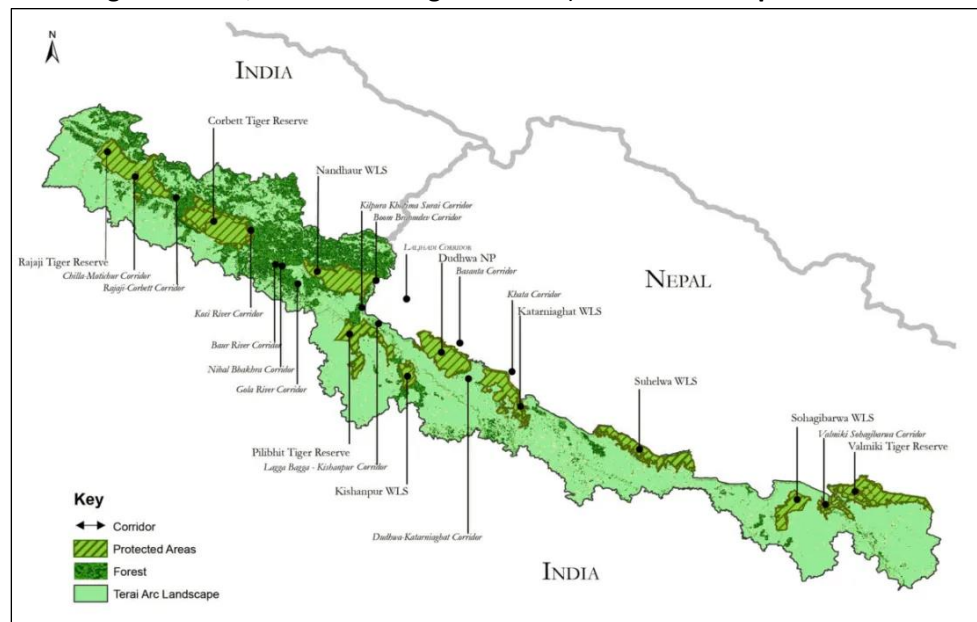 N
INDIA
Corbett Tiger Reserve
Nandhaur WLS
Kilpura Khatima Surai Corridor
Boom Bramdev Corridor
LALJHADI CORRIDOR
Dudhwa NP
Basanta Corridor
NEPAL
Rajaji Tiger Reserve
Chilla Motichur Corridor
Rajaji-Corbett Corridor
Khata Corridor
Katarniaghat WLS
Kosi River Corridor
Baur River Corridor
Nihal Bhakhra Corridor
Gola River Corridor
Suhelwa WLS
Sohagibarwa WLS
Valmiki Sohagibarwa Corridor
Valmiki Tiger Reserve
Pilibhit Tiger Reserve
Lagga Bagga - Kishanpur Corridor
Kishanpur WLS
Dudhwa-Katarniaghat Corridor
INDIA
Key
Corridor
Protected Areas
Forest
Terai Arc Landscape